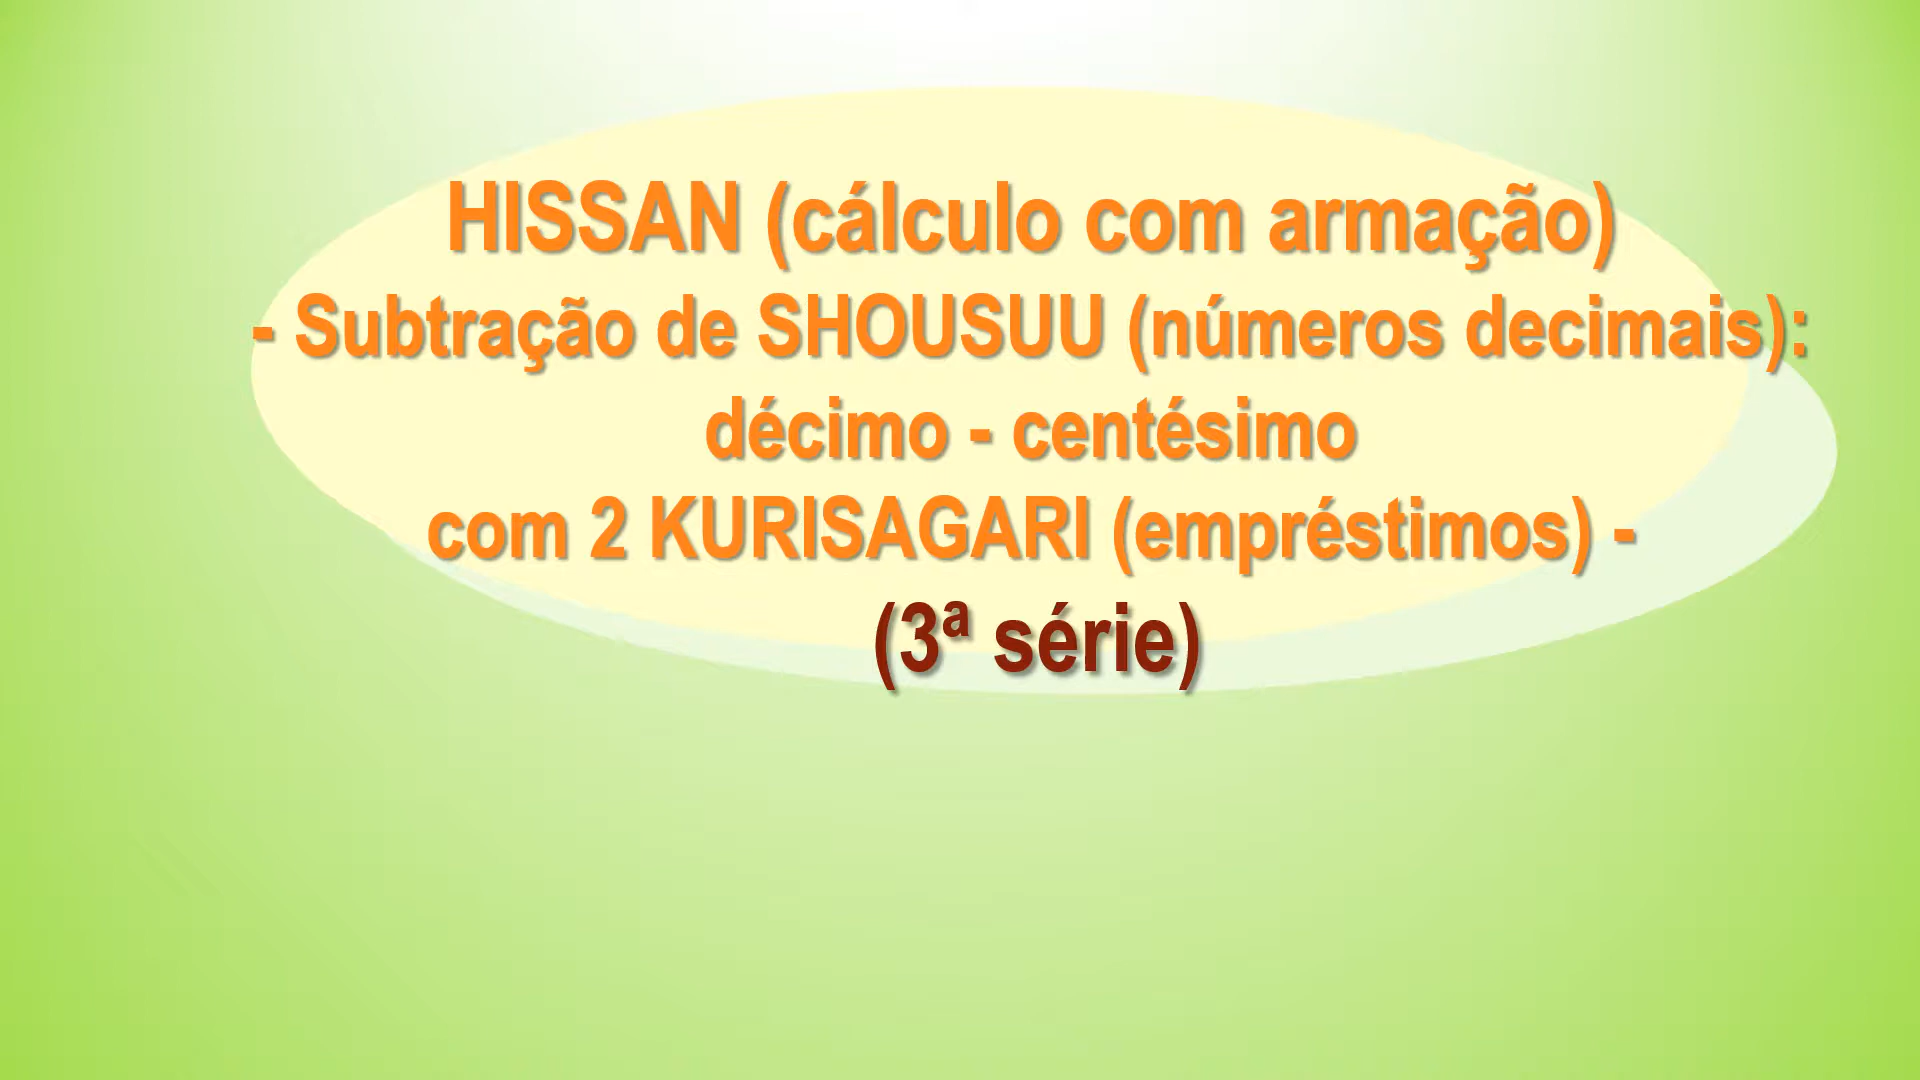 HISSAN (cálculo com armação)
- Subtração de SHOUSUU (números decimais):
décimo - centésimo
com 2 KURISAGARI (empréstimos) -
(3ª série)